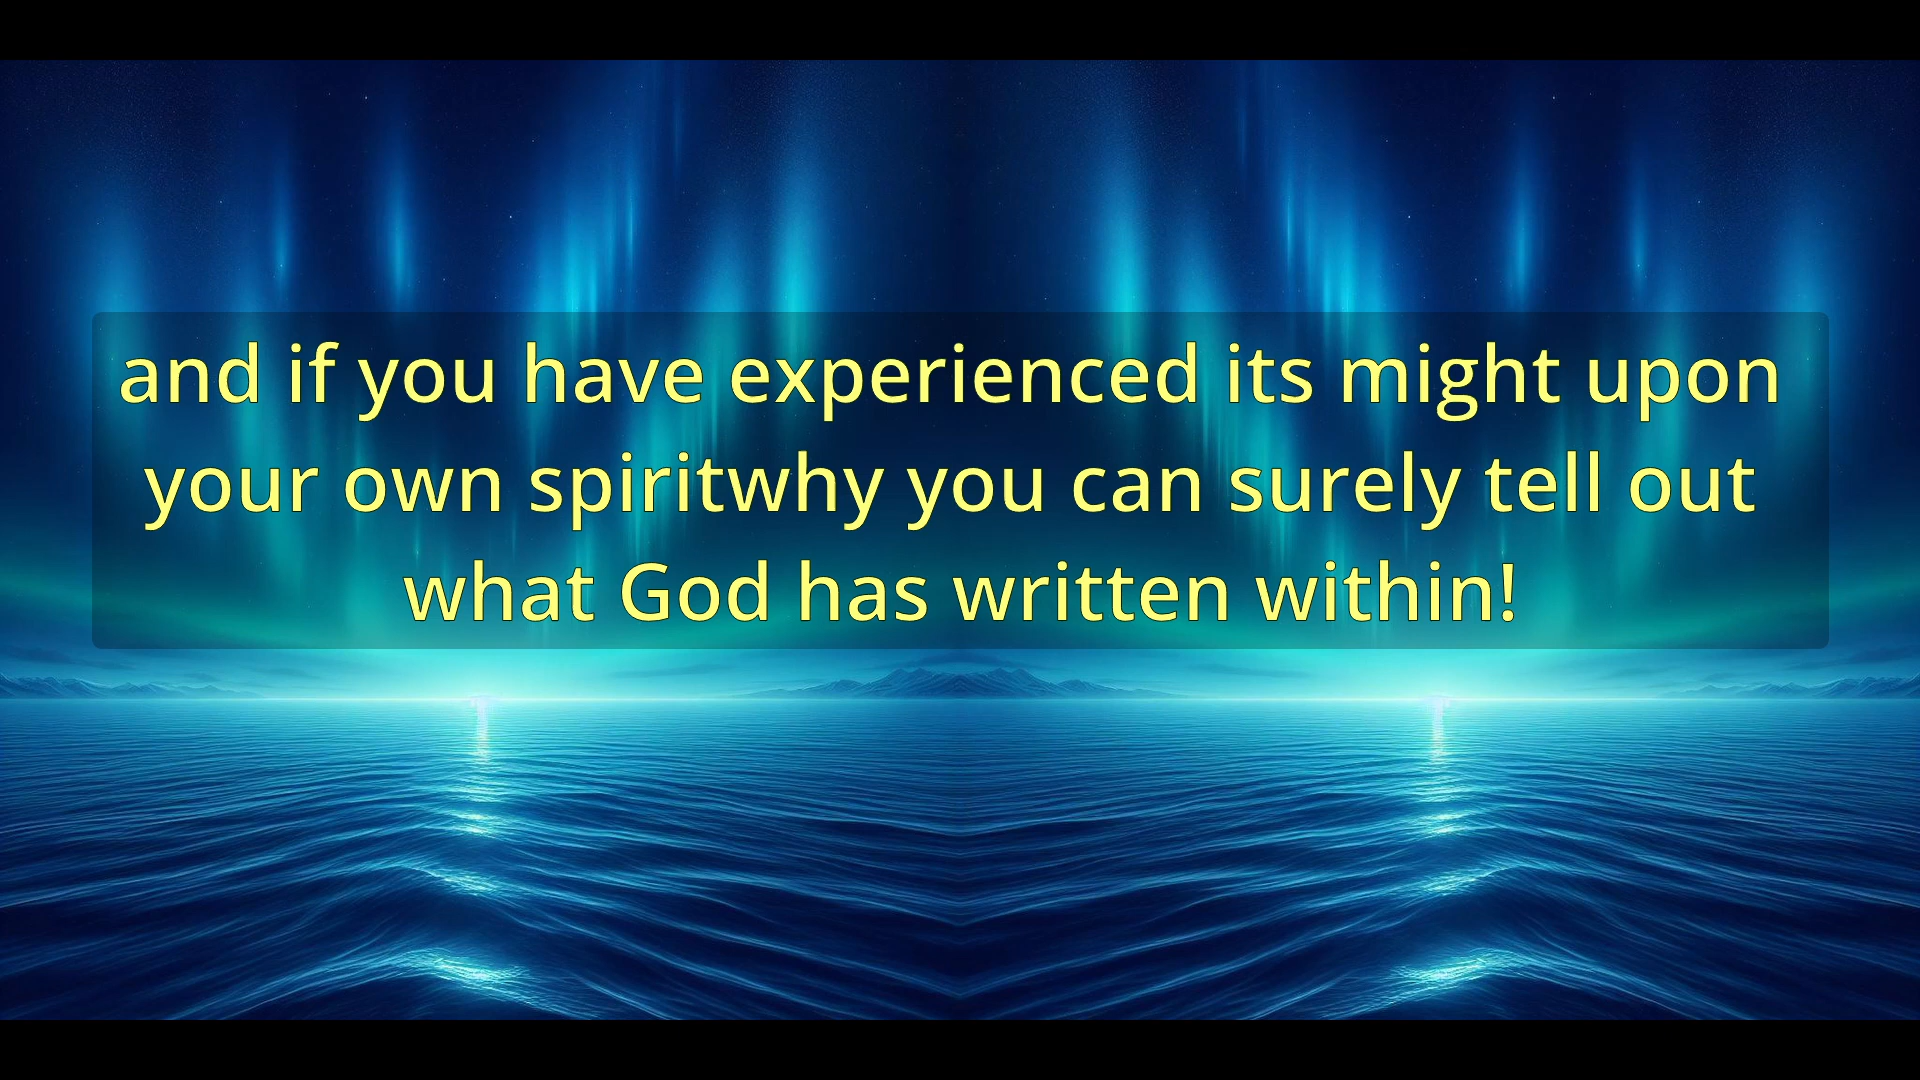 and if you have experienced its might upon
your own spiritwhy you can surely tell out
what God has written within!